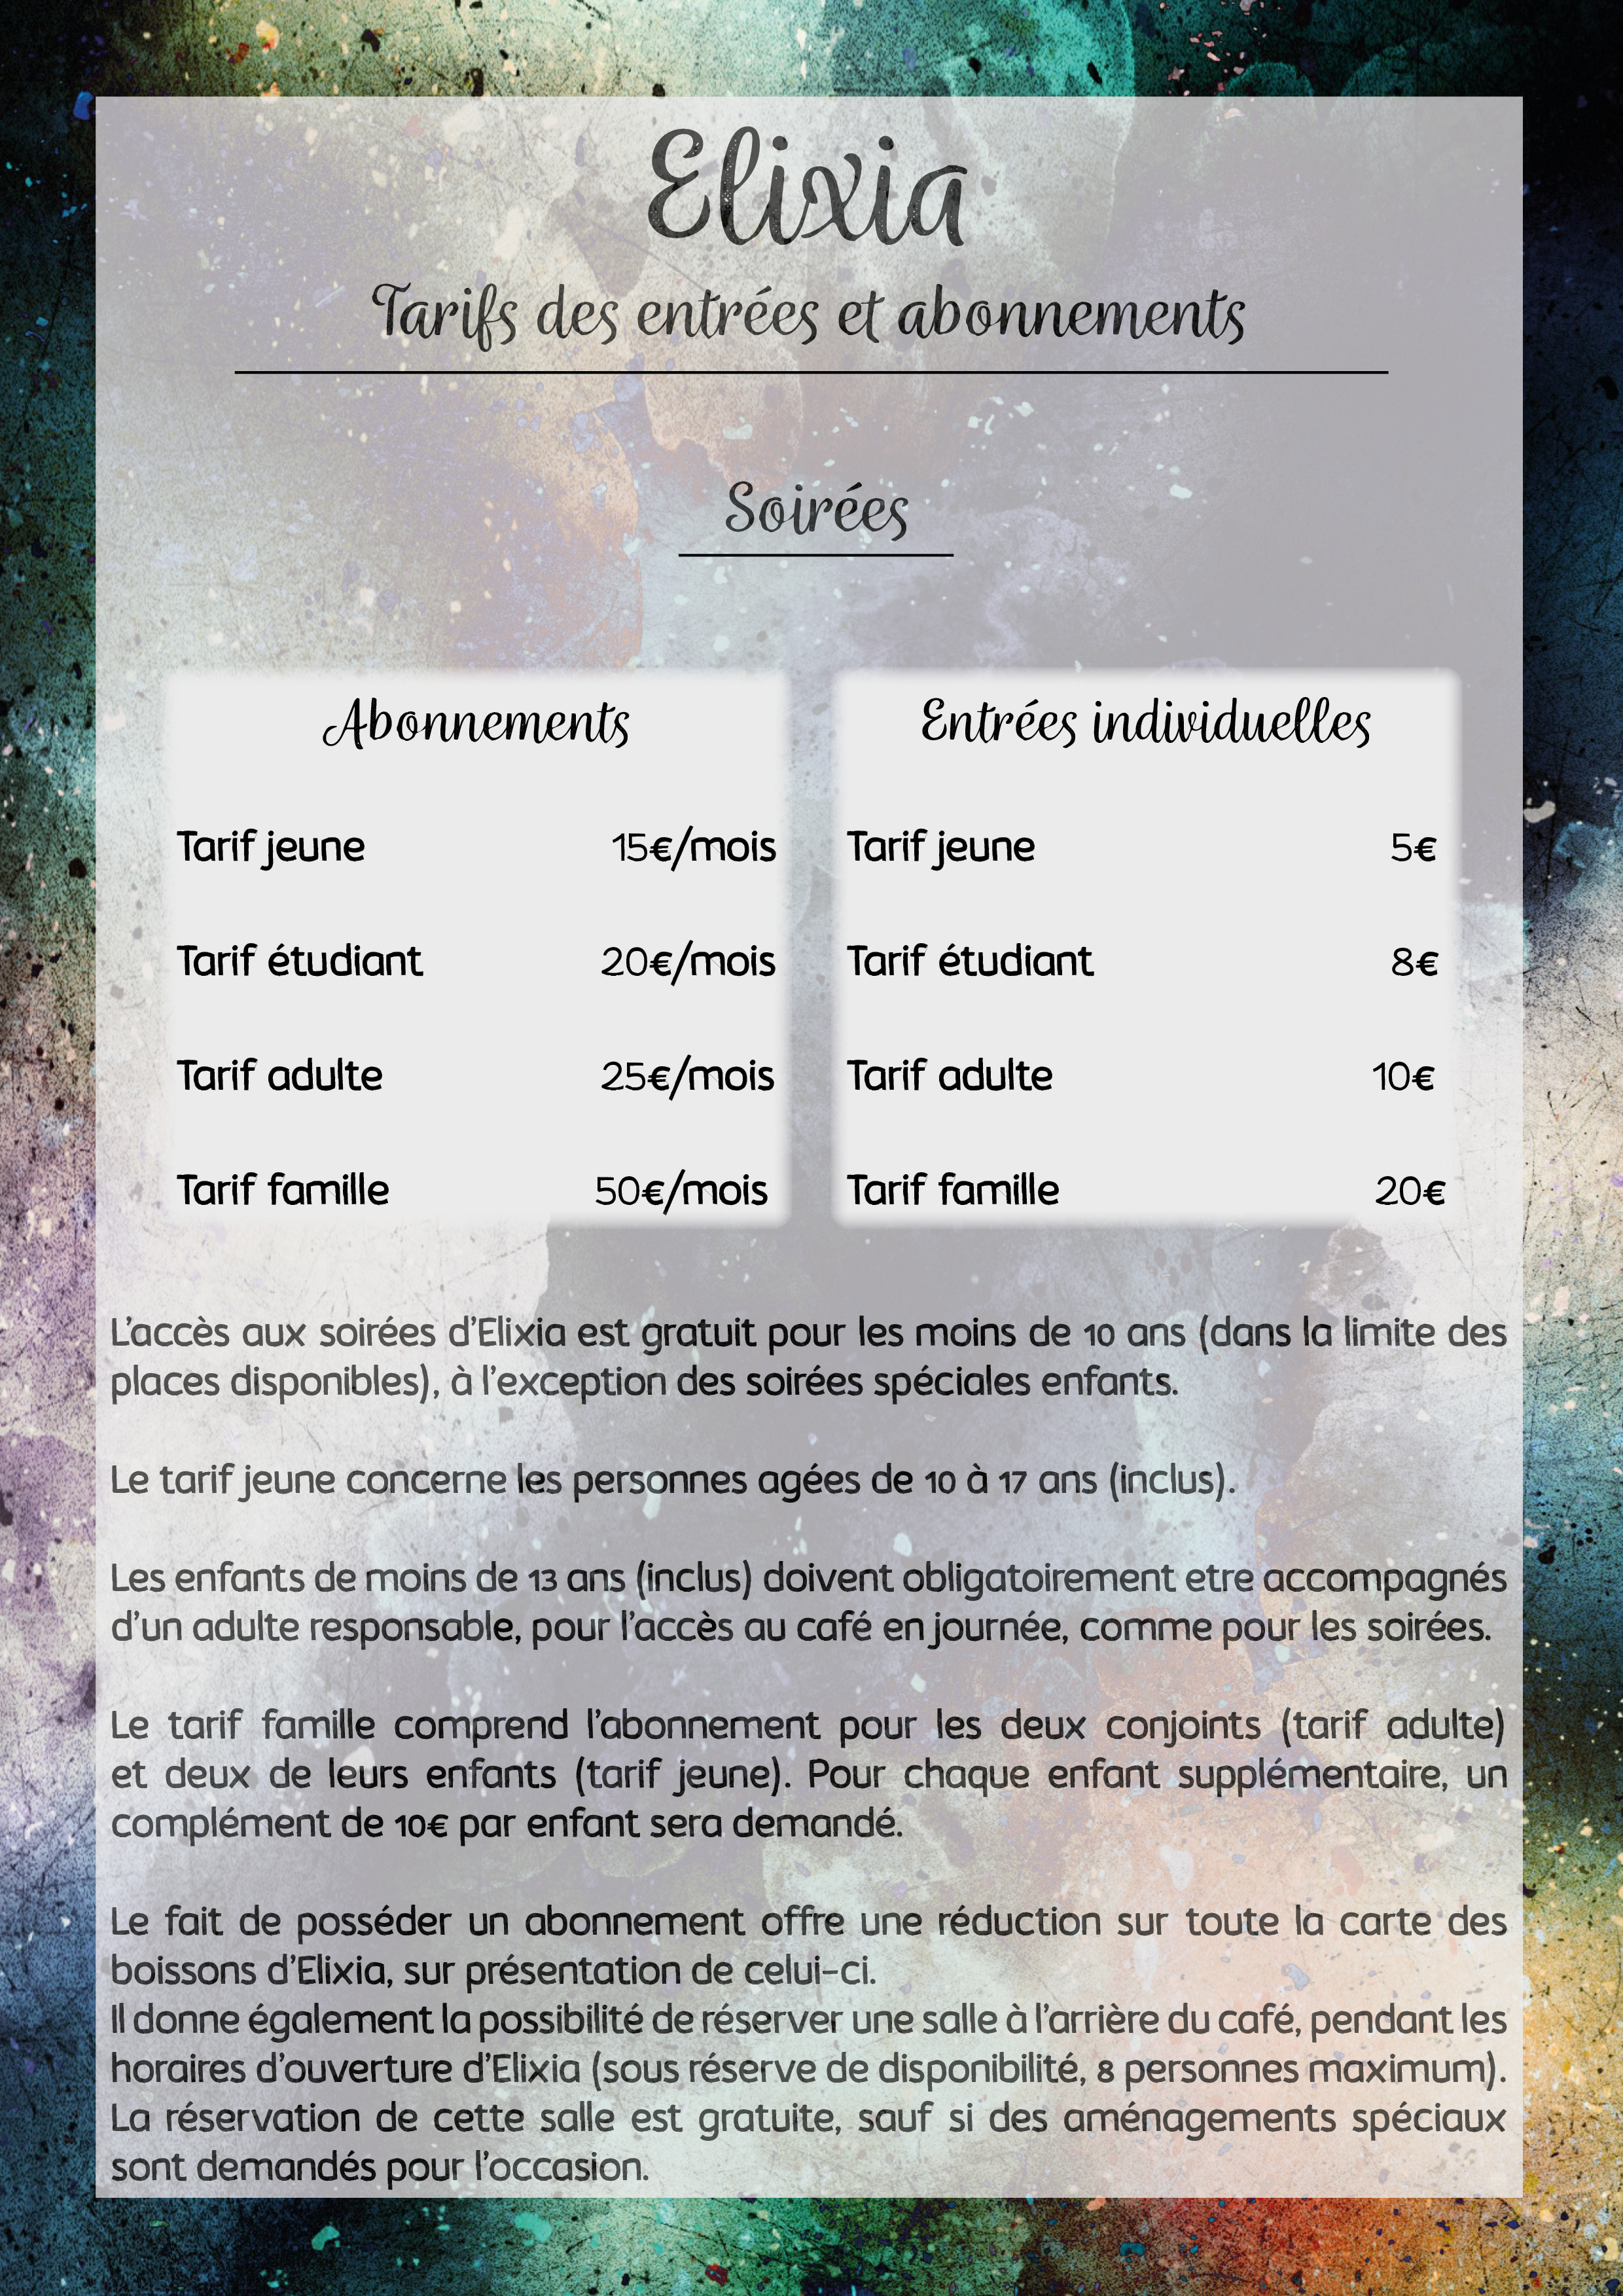 Elixia
Tarifs des entrées et abonnements
Soirées
Abonnements
Tarif jeune 15€/mois
Tarif étudiant 20€/mois
Tarif adulte 25€/mois
Tarif famille 50€/mois
Entrées individuelles
Tarif jeune 5€
Tarif étudiant 8€
Tarif adulte 10€
Tarif famille 20€
L'accès aux soirées d'Elixia est gratuit pour les moins de 10 ans (dans la limite des
places disponibles), à l'exception des soirées spéciales enfants.
Le tarif jeune concerne les personnes agées de 10 à 17 ans (inclus).
Les enfants de moins de 13 ans (inclus) doivent obligatoirement etre accompagnés
d'un adulte responsable, pour l'accès au café en journée, comme pour les soirées.
Le tarif famille comprend l'abonnement pour les deux conjoints (tarif adulte)
et deux de leurs enfants (tarif jeune). Pour chaque enfant supplémentaire, un
complément de 10€ par enfant sera demandé.
Le fait de posséder un abonnement offre une réduction sur toute la carte des
boissons d'Elixia, sur présentation de celui-ci.
Il donne également la possibilité de réserver une salle à l'arrière du café, pendant les
horaires d'ouverture d'Elixia (sous réserve de disponibilité, 8 personnes maximum).
La réservation de cette salle est gratuite, sauf si des aménagements spéciaux
sont demandés pour l'occasion.